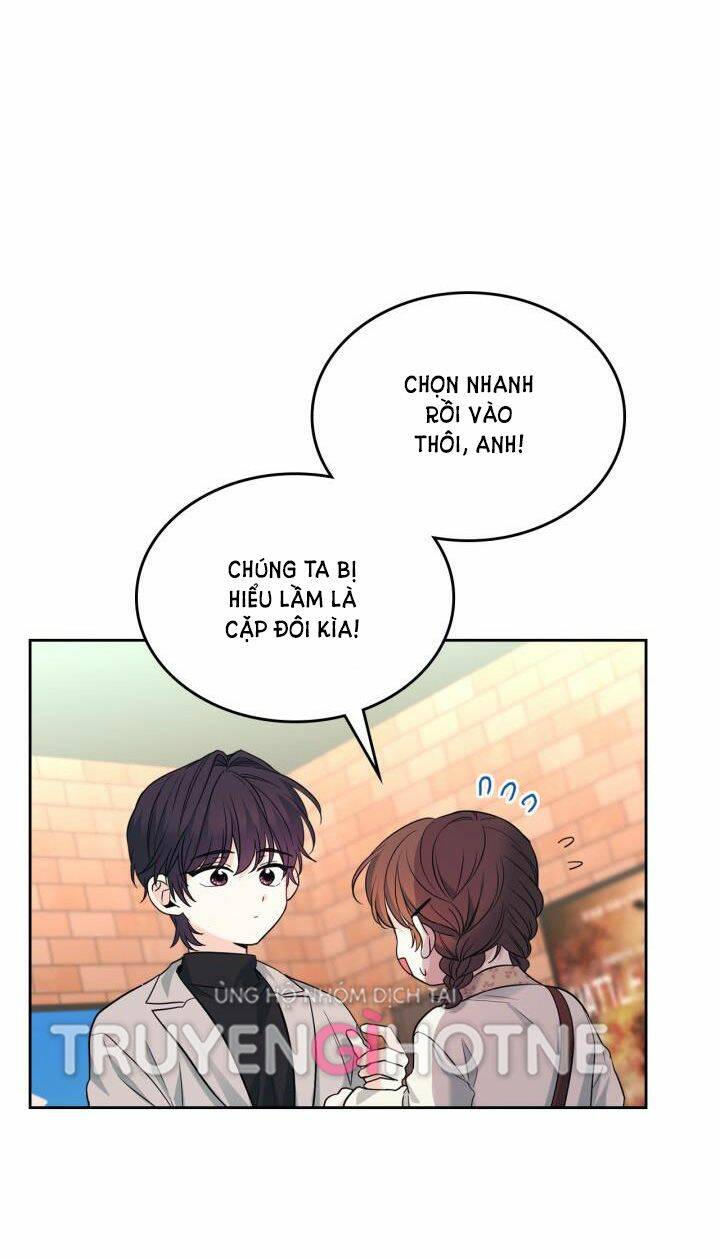 CHỌN NHANH
RỒI VÀO
THÔI, ANH!
CHÚNG TA BỊ
HIỂU LẦM LÀ
CẶP ĐÔI KÌA!
ỦNG HỘ NHÓM DỊCH TẠI
TRUYENGIHOTNE
BATTLE